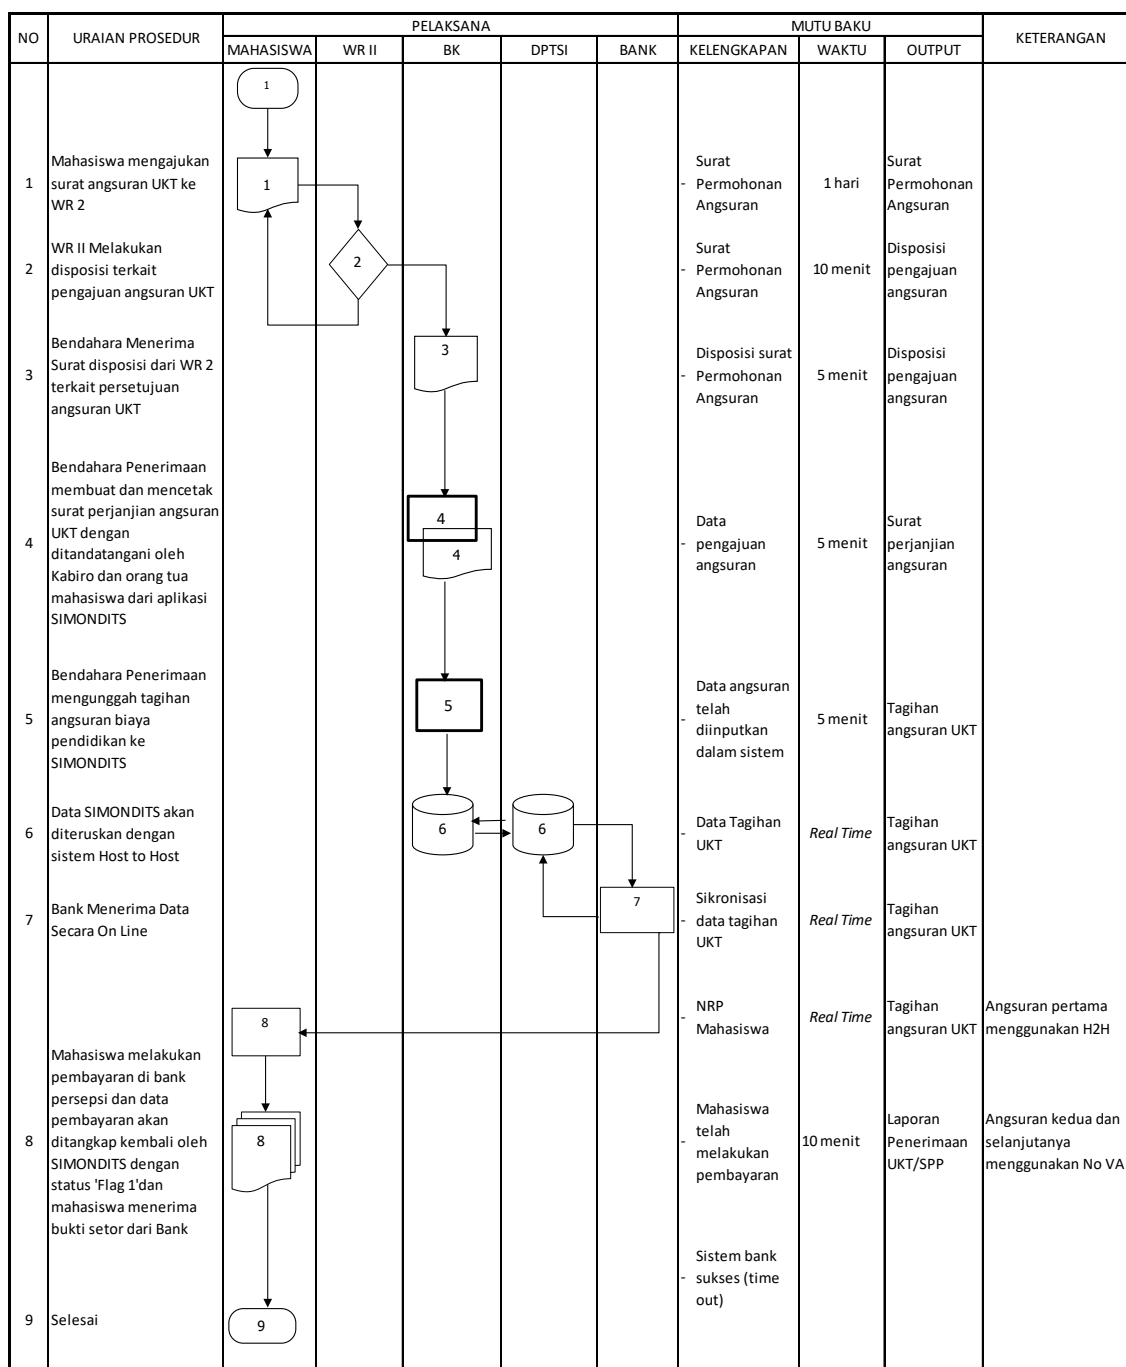 NO
URAIAN PROSEDUR
PELAKSANA
MUTU BAKU
KETERANGAN
MAHASISWA
WR II
BK
DPTSI
BANK
KELENGKAPAN
WAKTU
OUTPUT
1
1
Mahasiswa mengajukan
surat angsuran UKT ke
WR 2
1
-
Surat
Permohonan
Angsuran
1 hari
Surat
Permohonan
Angsuran
2
WR II Melakukan
disposisi terkait
pengajuan angsuran UKT
2
-
Surat
Permohonan
Angsuran
10 menit
Disposisi
pengajuan
angsuran
3
Bendahara Menerima
Surat disposisi dari WR 2
terkait persetujuan
angsuran UKT
3
-
Disposisi surat
Permohonan
Angsuran
5 menit
Disposisi
pengajuan
angsuran
4
Bendahara Penerimaan
membuat dan mencetak
surat perjanjian angsuran
UKT dengan
ditandatangani oleh
Kabiro dan orang tua
mahasiswa dari aplikasi
SIMONDITS
4
4
-
Data
pengajuan
angsuran
5 menit
Surat
perjanjian
angsuran
5
Bendahara Penerimaan
mengunggah tagihan
angsuran biaya
pendidikan ke
SIMONDITS
5
-
Data angsuran
telah
diinputkan
dalam sistem
5 menit
Tagihan
angsuran UKT
6
Data SIMONDITS akan
diteruskan dengan
sistem Host to Host
6
6
-
Data Tagihan
UKT
Real Time
Tagihan
angsuran UKT
7
Bank Menerima Data
Secara On Line
7
-
Sikronisasi
data tagihan
UKT
Real Time
Tagihan
angsuran UKT
8
-
NRP
Mahasiswa
Real Time
Tagihan
angsuran UKT
Angsuran pertama
menggunakan H2H
8
Mahasiswa melakukan
pembayaran di bank
persepsi dan data
pembayaran akan
ditangkap kembali oleh
SIMONDITS dengan
status 'Flag 1'dan
mahasiswa menerima
bukti setor dari Bank
8
-
Mahasiswa
telah
melakukan
pembayaran
10 menit
Laporan
Penerimaan
UKT/SPP
Angsuran kedua dan
selanjutanya
menggunakan No VA
-
Sistem bank
sukses (time
out)
9
Selesai
9